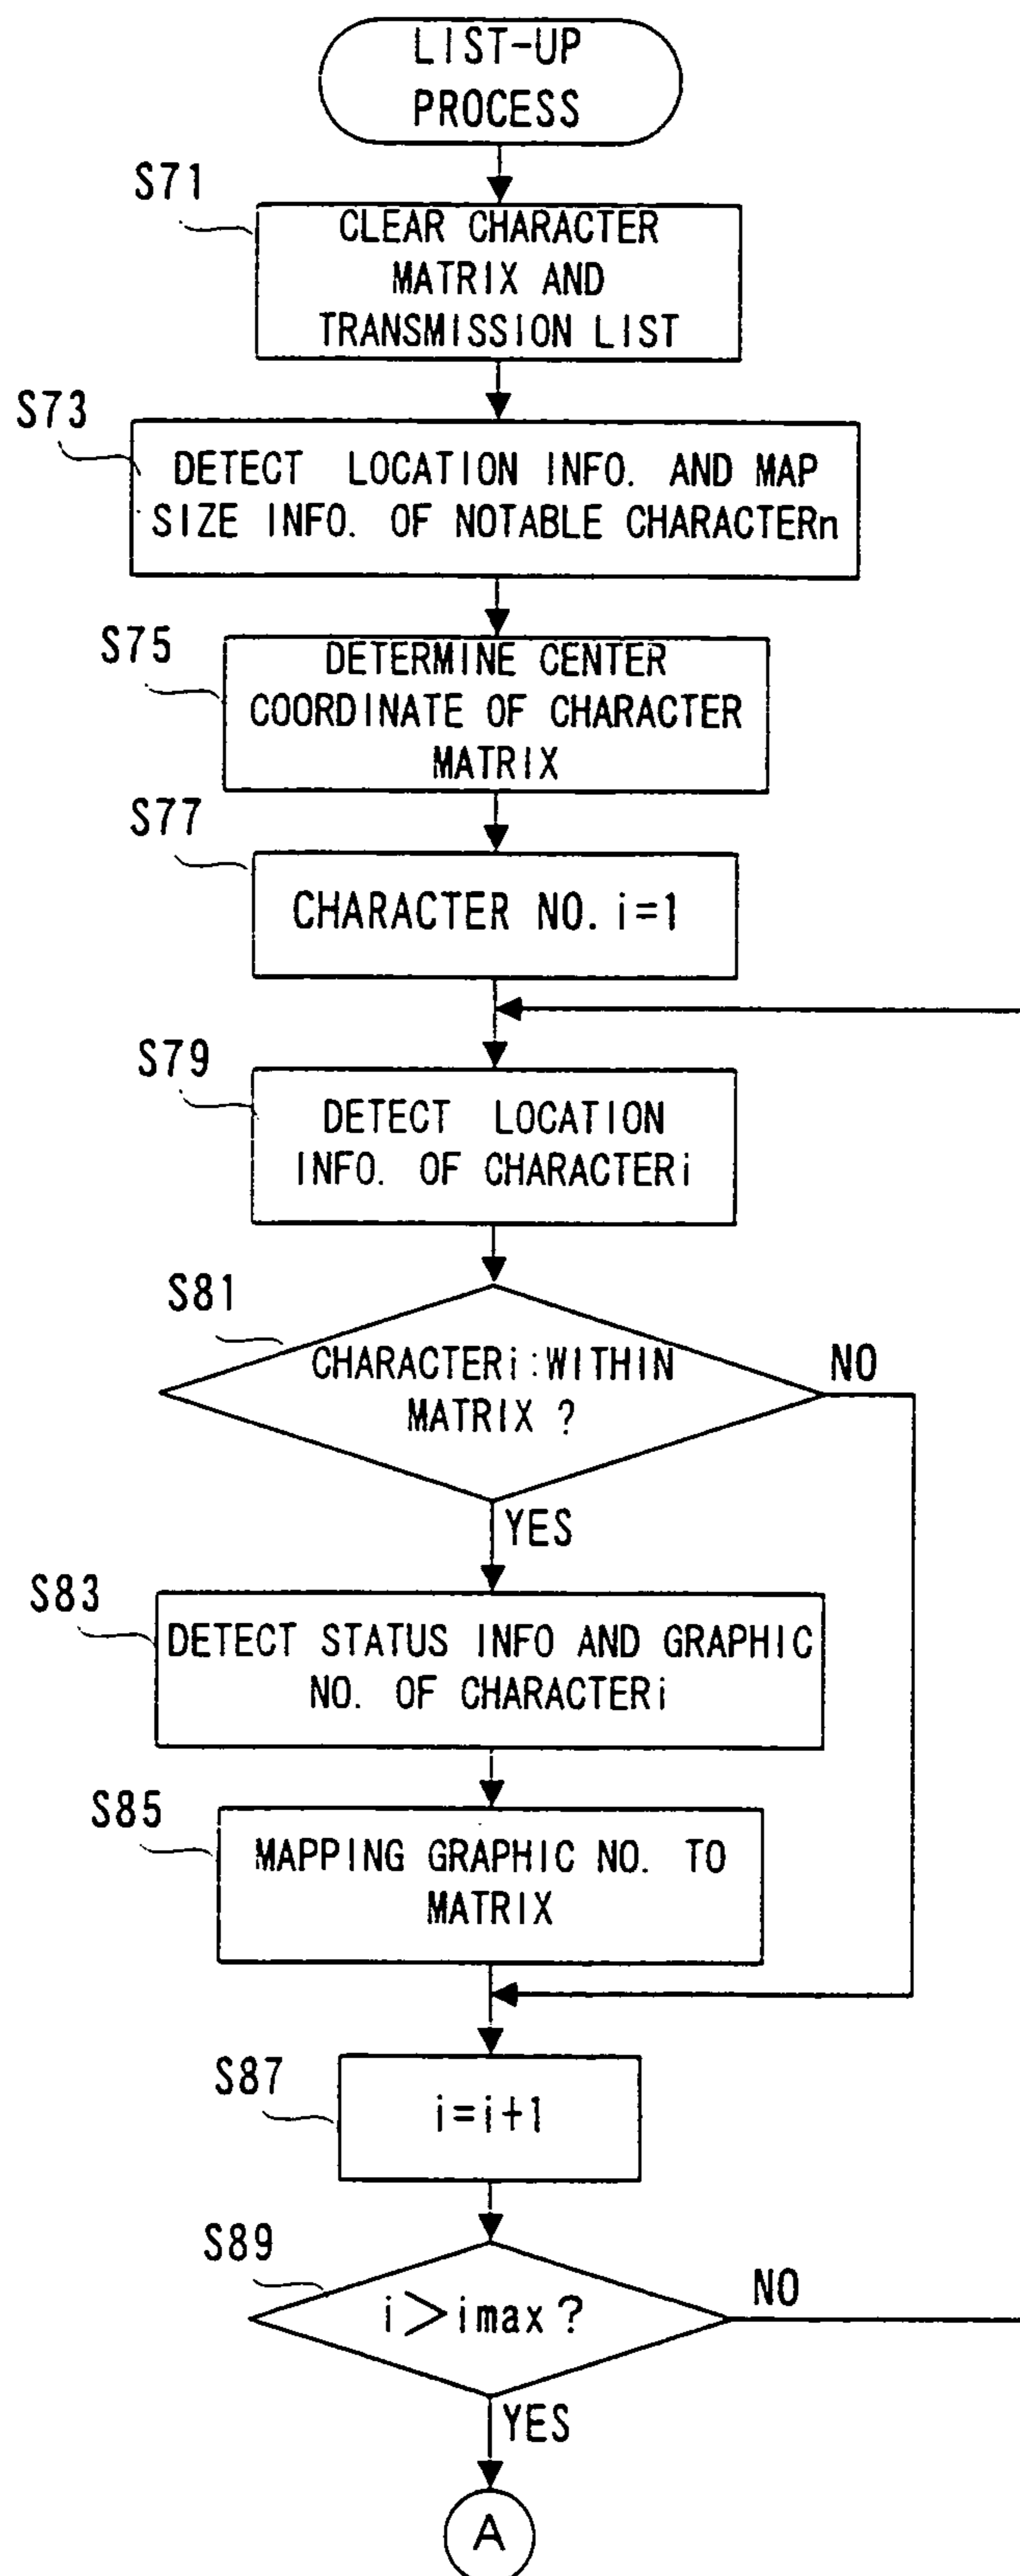 LIST-UP
PROCESS
S71
CLEAR CHARACTER
MATRIX AND
TRANSMISSION LIST
S73
DETECT LOCATION INFO. AND MAP
SIZE INFO. OF NOTABLE CHARACTERn
S75
DETERMINE CENTER
COORDINATE OF CHARACTER
MATRIX
S77
CHARACTER NO. i=1
S79
DETECT LOCATION
INFO. OF CHARACTERi
S81
CHARACTERi:WITHIN
MATRIX ?
NO
YES
S83
DETECT STATUS INFO AND GRAPHIC
NO. OF CHARACTERi
S85
MAPPING GRAPHIC NO. TO
MATRIX
S87
i=i+1
S89
i>imax?
NO
YES
A